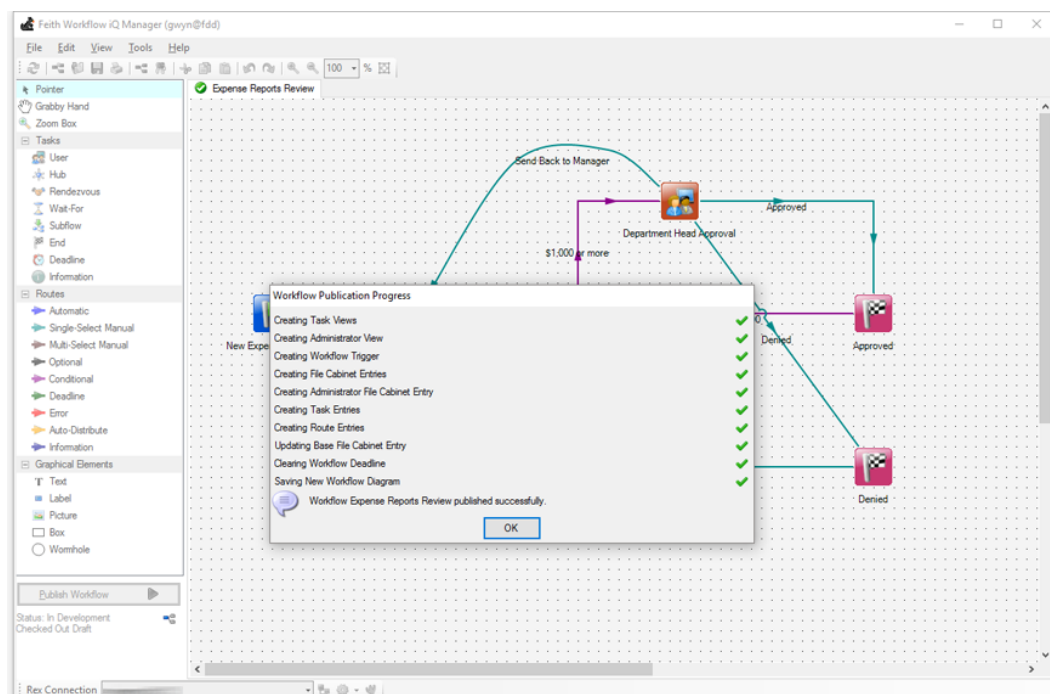 Feith Workflow iQ Manager (gwyn@fdd)
File Edit View Tools Help
100 %
Pointer
Expense Reports Review
Grabby Hand
Zoom Box
Tasks
User
Hub
Rendezvous
Wait-For
Subflow
End
Deadline
Information
Routes
Automatic
Single-Select Manual
Multi-Select Manual
Optional
Conditional
Deadline
Error
Auto-Distribute
Information
Graphical Elements
T Text
Label
Picture
Box
Wormhole
Publish Workflow
Status: In Development
Checked Out Draft
Rex Connection
Send Back to Manager
Approved
Department Head Approval
$1,000 or more
New Expe
Denied
Approved
Denied
Workflow Publication Progress
Creating Task Views
Creating Administrator View
Creating Workflow Trigger
Creating File Cabinet Entries
Creating Administrator File Cabinet Entry
Creating Task Entries
Creating Route Entries
Updating Base File Cabinet Entry
Clearing Workflow Deadline
Saving New Workflow Diagram
Workflow Expense Reports Review published successfully.
OK